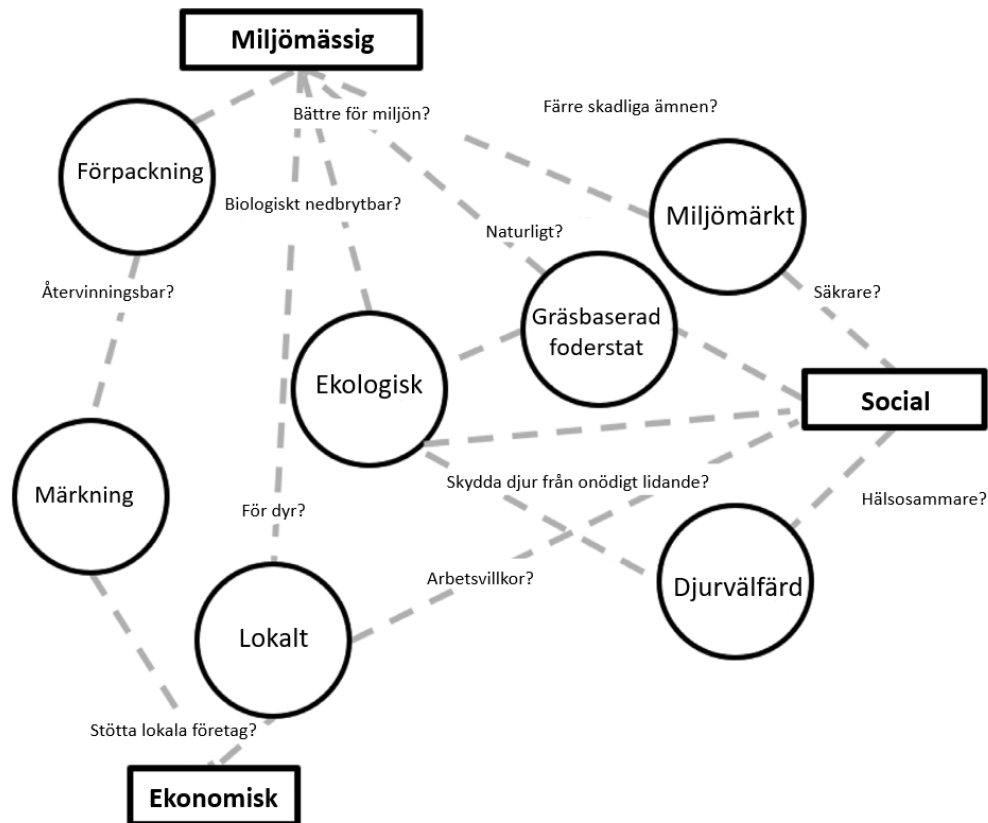 Miljömässig
Bättre för miljön?
Färre skadliga ämnen?
Förpackning
Biologiskt nedbrytbar?
Miljömärkt
Naturligt?
Återvinningsbar?
Säkrare?
Gräsbaserad
foderstat
Ekologisk
Social
Märkning
Skydda djur från onödigt lidande?
Hälsosammare?
För dyr?
Arbetsvillkor?
Djurvälfärd
Lokalt
Stötta lokala företag?
Ekonomisk